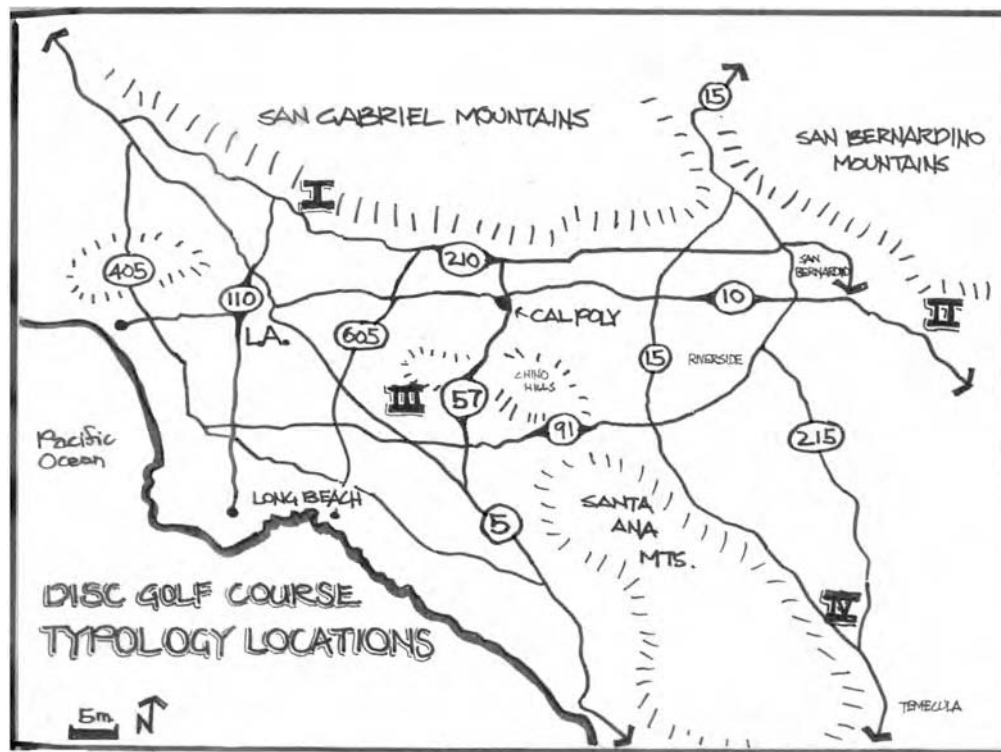 15
SAN GABRIEL MOUNTAINS
SAN BERNARDINO
MOUNTAINS
I
405
210
SAN
BERNARDINO
110
10
II
CAL POLY
L.A.
605
15
RIVERSIDE
CHINO
HILLS
III
57
91
215
Pacific
Ocean
LONG BEACH
5
SANTA
ANA
MTS.
DISC GOLF COURSE
TYPOLOGY LOCATIONS
IV
TEMECULA
5m
N